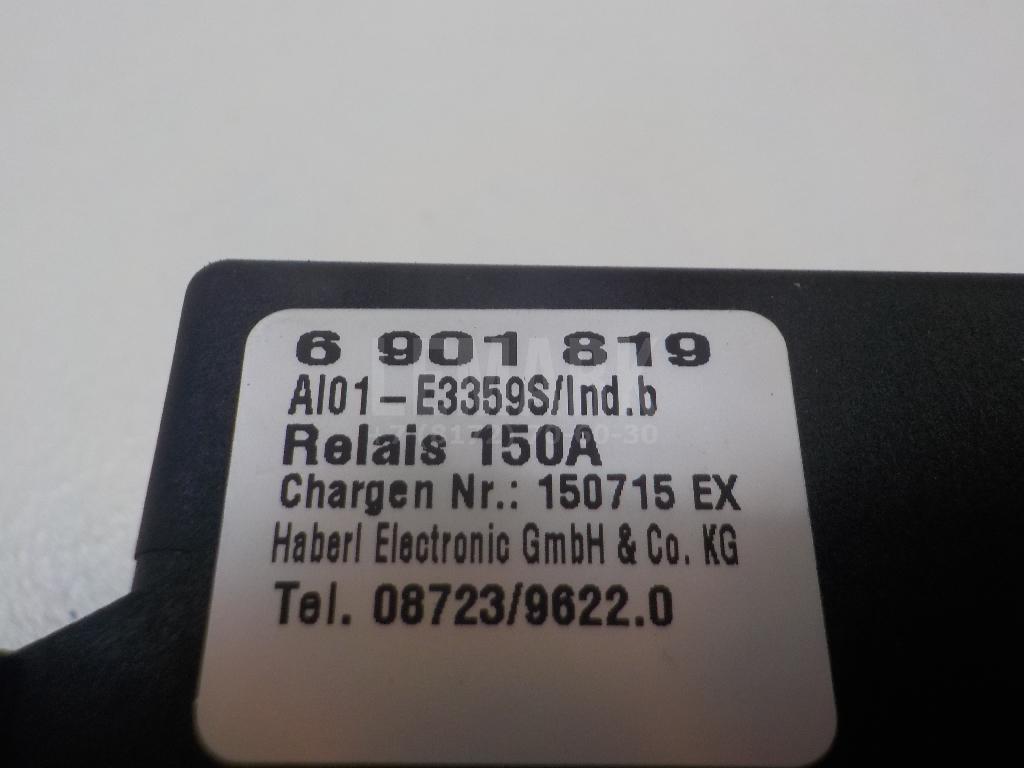 6 901 819
AI01-E3359S/Ind.b
Relais 150A
Chargen Nr.: 150715 EX
Haberl Electronic GmbH & Co. KG
Tel. 08723/9622.0